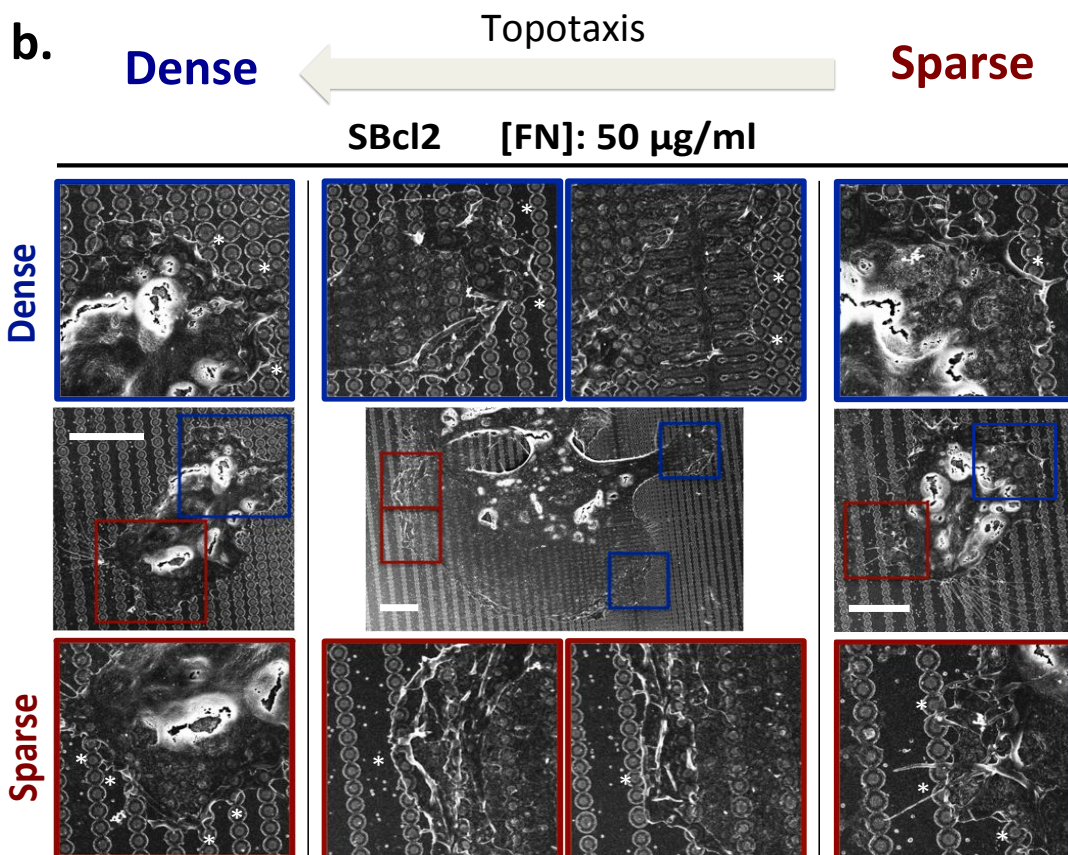 b.
Topotaxis
Dense
Sparse
SBcl2 [FN]: 50 µg/ml
Dense
* * *
* *
* *
*
Sparse
* * * *
*
*
* * *